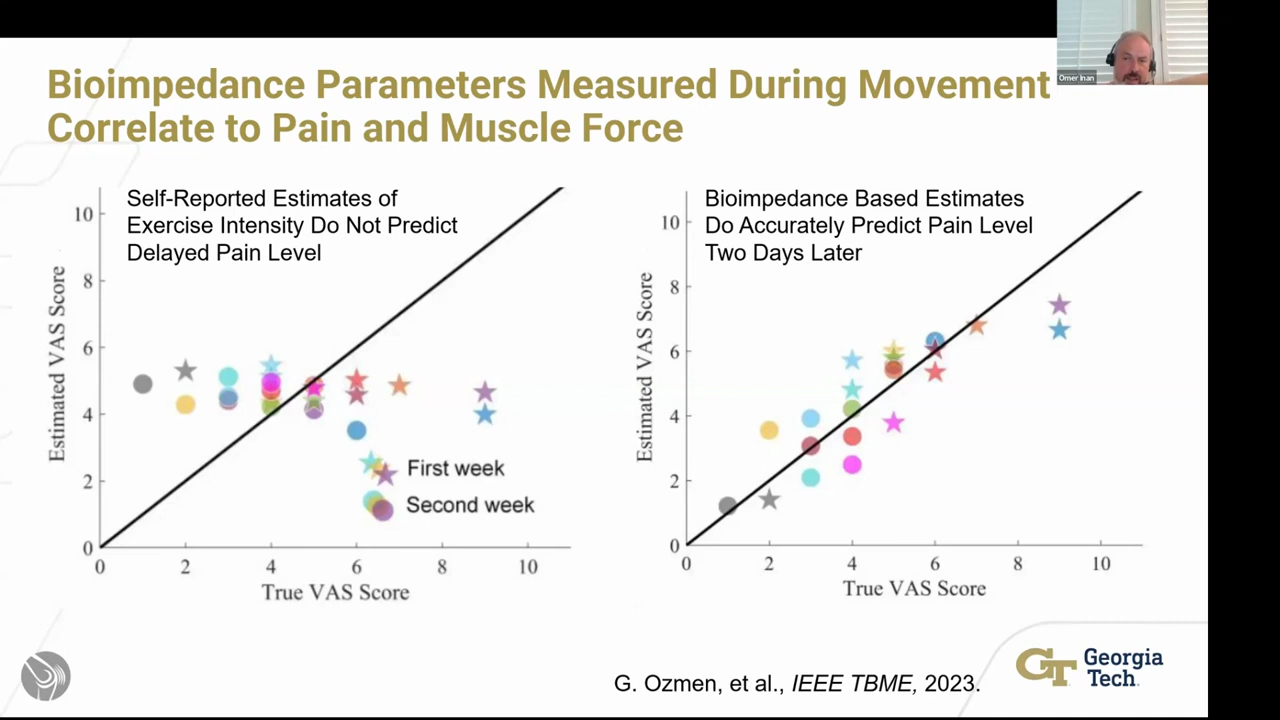 Bioimpedance Parameters Measured During Movement
Correlate to Pain and Muscle Force
Omer Inan
Self-Reported Estimates of
Exercise Intensity Do Not Predict
Delayed Pain Level
10
8
6
4
2
0
Estimated VAS Score
First week
Second week
0 2 4 6 8 10
True VAS Score
Bioimpedance Based Estimates
Do Accurately Predict Pain Level
Two Days Later
10
8
6
4
2
0
Estimated VAS Score
0 2 4 6 8 10
True VAS Score
G. Ozmen, et al., IEEE TBME, 2023.
GT Georgia
Tech